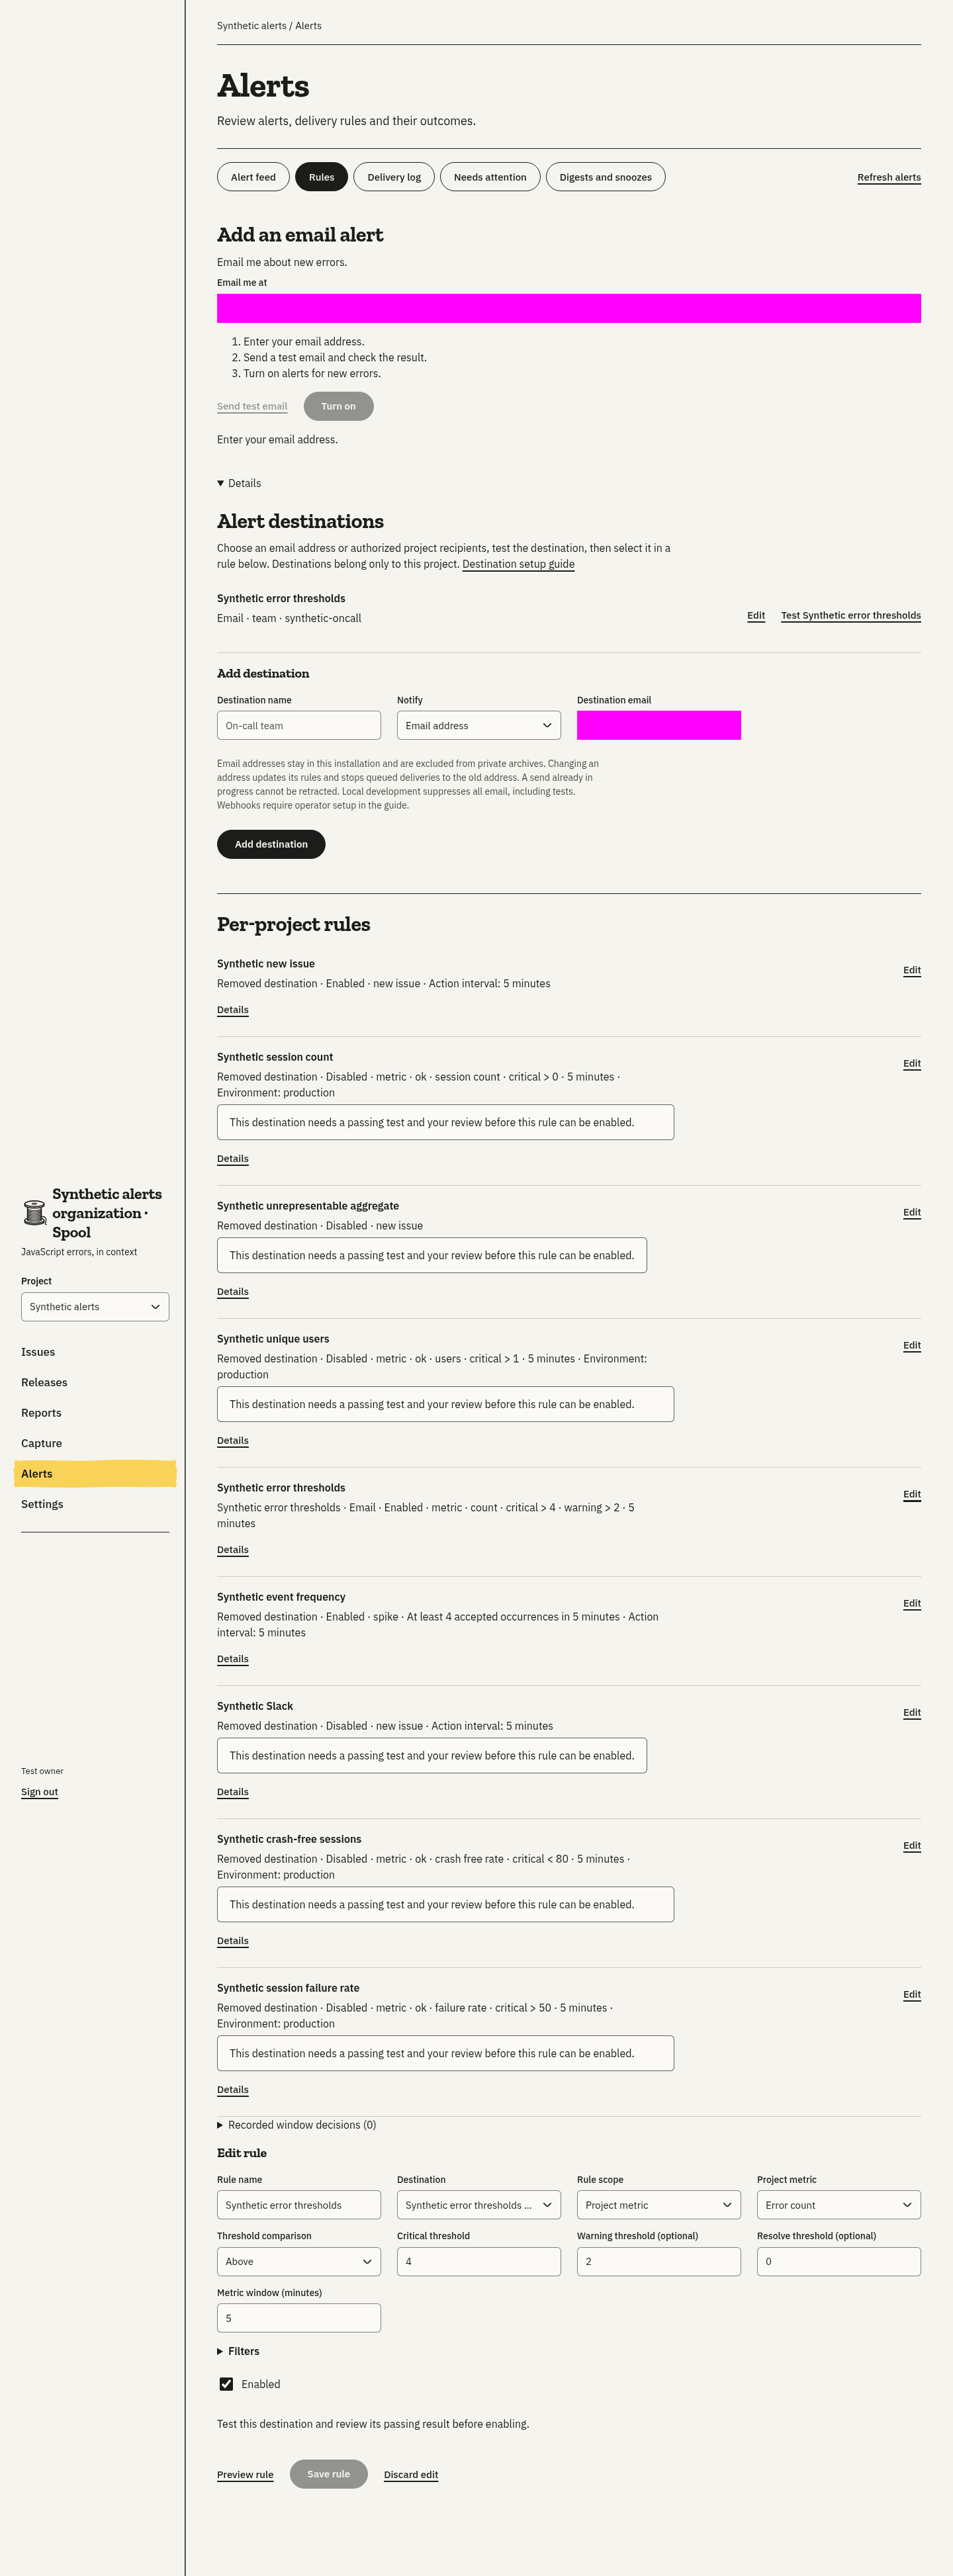 Synthetic alerts / Alerts
Alerts
Review alerts, delivery rules and their outcomes.
Alert feed
Rules
Delivery log
Needs attention
Digests and snoozes
Refresh alerts
Add an email alert
Email me about new errors.
Email me at
1. Enter your email address.
2. Send a test email and check the result.
3. Turn on alerts for new errors.
Send test email
Turn on
Enter your email address.
Details
Alert destinations
Choose an email address or authorized project recipients, test the destination, then select it in a
rule below. Destinations belong only to this project. Destination setup guide
Synthetic error thresholds
Email · team · synthetic-oncall
Edit
Test Synthetic error thresholds
Add destination
Destination name
Notify
Destination email
On-call team
Email address
Email addresses stay in this installation and are excluded from private archives. Changing an
address updates its rules and stops queued deliveries to the old address. A send already in
progress cannot be retracted. Local development suppresses all email, including tests.
Webhooks require operator setup in the guide.
Add destination
Per-project rules
Synthetic new issue
Removed destination · Enabled · new issue · Action interval: 5 minutes
Edit
Details
Synthetic session count
Removed destination · Disabled · metric · ok · session count · critical > 0 · 5 minutes ·
Environment: production
Edit
This destination needs a passing test and your review before this rule can be enabled.
Details
Synthetic unrepresentable aggregate
Removed destination · Disabled · new issue
Edit
This destination needs a passing test and your review before this rule can be enabled.
Details
Synthetic unique users
Removed destination · Disabled · metric · ok · users · critical > 1 · 5 minutes · Environment:
production
Edit
This destination needs a passing test and your review before this rule can be enabled.
Details
Synthetic error thresholds
Synthetic error thresholds · Email · Enabled · metric · count · critical > 4 · warning > 2 · 5
minutes
Edit
Details
Synthetic event frequency
Removed destination · Enabled · spike · At least 4 accepted occurrences in 5 minutes · Action
interval: 5 minutes
Edit
Details
Synthetic Slack
Removed destination · Disabled · new issue · Action interval: 5 minutes
Edit
This destination needs a passing test and your review before this rule can be enabled.
Details
Synthetic crash-free sessions
Removed destination · Disabled · metric · ok · crash free rate · critical < 80 · 5 minutes ·
Environment: production
Edit
This destination needs a passing test and your review before this rule can be enabled.
Details
Synthetic session failure rate
Removed destination · Disabled · metric · ok · failure rate · critical > 50 · 5 minutes ·
Environment: production
Edit
This destination needs a passing test and your review before this rule can be enabled.
Details
Recorded window decisions (0)
Edit rule
Rule name
Destination
Rule scope
Project metric
Synthetic error thresholds
Synthetic error thresholds ...
Project metric
Error count
Threshold comparison
Critical threshold
Warning threshold (optional)
Resolve threshold (optional)
Above
4
2
0
Metric window (minutes)
5
Filters
Enabled
Test this destination and review its passing result before enabling.
Preview rule
Save rule
Discard edit
Synthetic alerts
organization ·
Spool
JavaScript errors, in context
Project
Synthetic alerts
Issues
Releases
Reports
Capture
Alerts
Settings
Test owner
Sign out